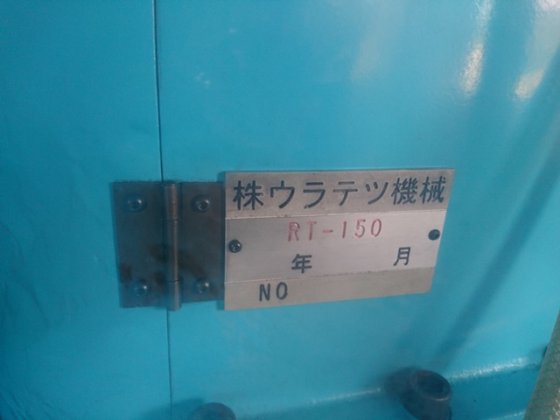 株ウラテツ機械
RT-150
年 月
NO